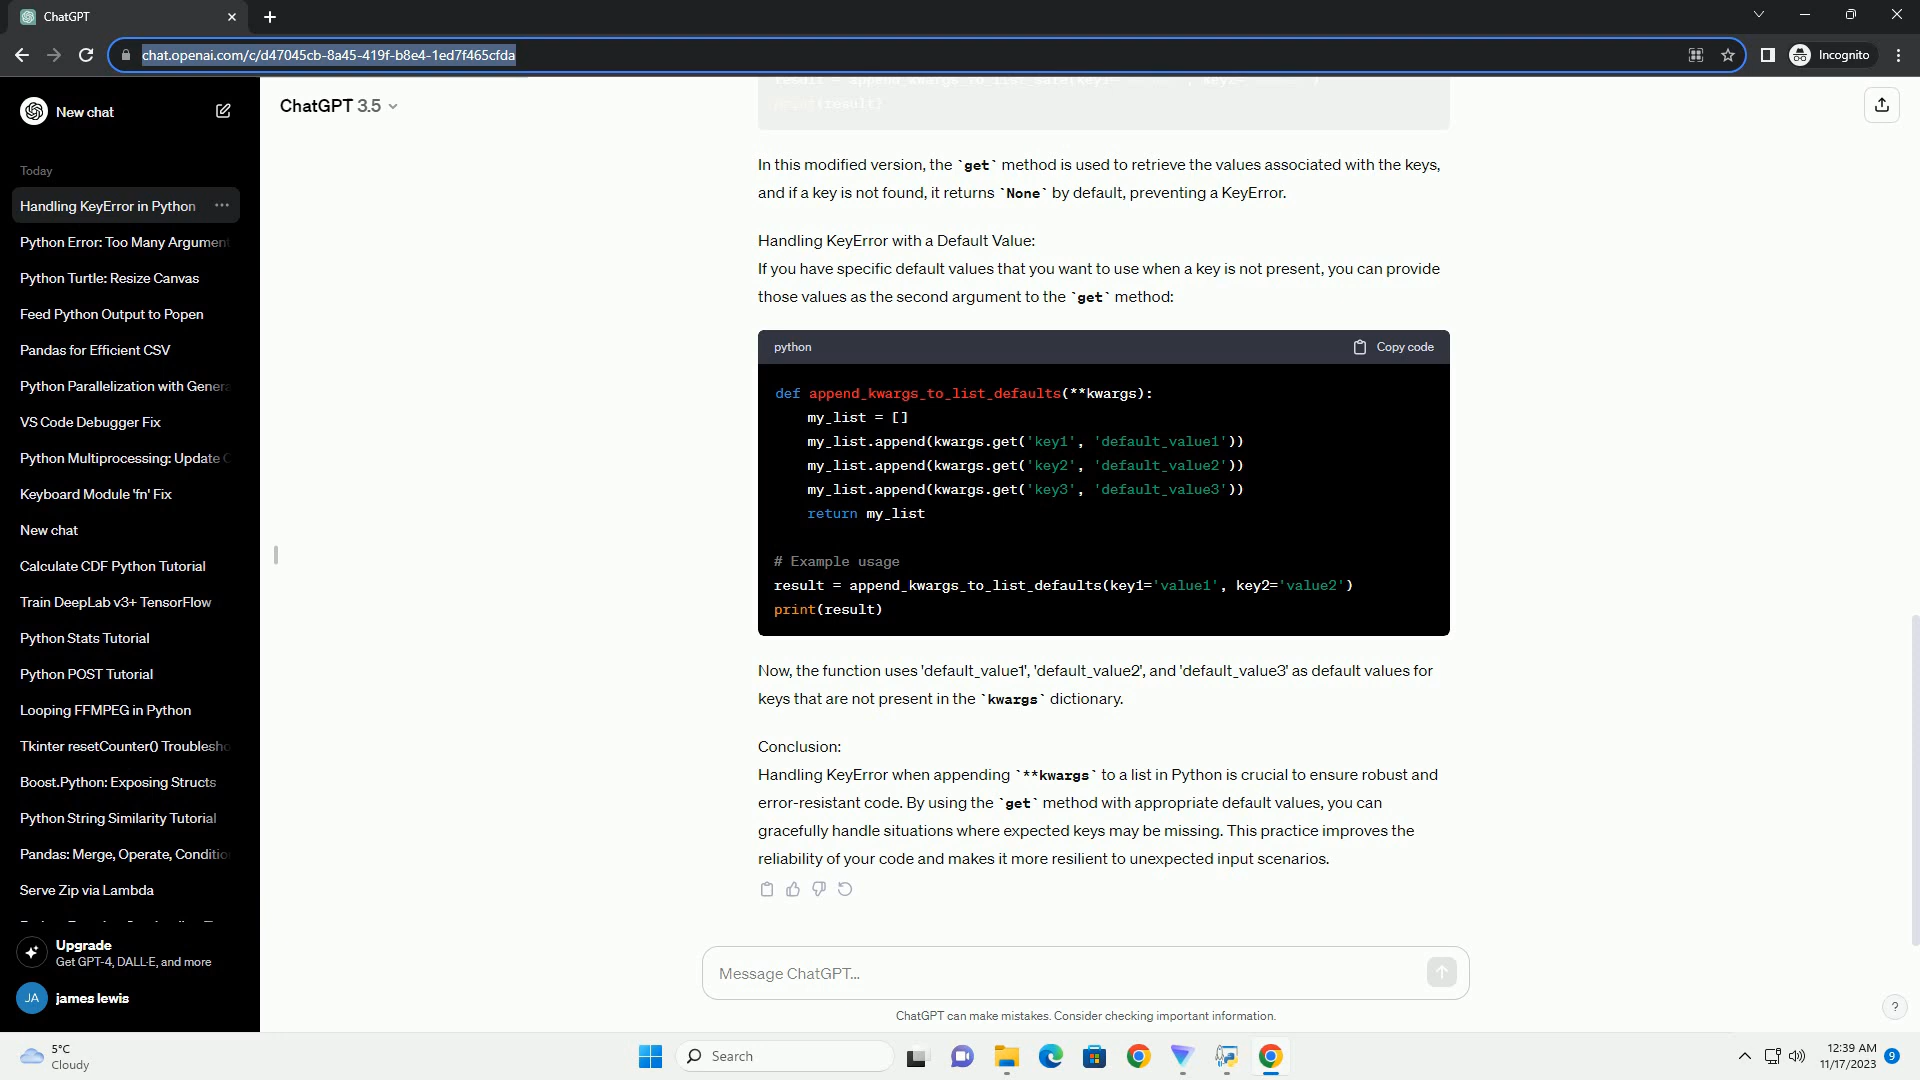 ChatGPT
chat.openai.com/c/d47045cb-8a45-419f-b8e4-1ed7f465cfda
Incognito
New chat
Today
Handling KeyError in Python
Python Error: Too Many Argument
Python Turtle: Resize Canvas
Feed Python Output to Popen
Pandas for Efficient CSV
Python Parallelization with Genera
VS Code Debugger Fix
Python Multiprocessing: Update C
Keyboard Module 'fn' Fix
New chat
Calculate CDF Python Tutorial
Train DeepLab v3+ TensorFlow
Python Stats Tutorial
Python POST Tutorial
Looping FFMPEG in Python
Tkinter resetCounter() Troublesho
Boost.Python: Exposing Structs
Python String Similarity Tutorial
Pandas: Merge, Operate, Conditio
Serve Zip via Lambda
Upgrade
Get GPT-4, DALL·E, and more
JA james lewis
ChatGPT 3.5
print(result)
In this modified version, the `get` method is used to retrieve the values associated with the keys,
and if a key is not found, it returns `None` by default, preventing a KeyError.
Handling KeyError with a Default Value:
If you have specific default values that you want to use when a key is not present, you can provide
those values as the second argument to the `get` method:
python
Copy code
def append_kwargs_to_list_defaults(**kwargs):
my_list = []
my_list.append(kwargs.get('key1', 'default_value1'))
my_list.append(kwargs.get('key2', 'default_value2'))
my_list.append(kwargs.get('key3', 'default_value3'))
return my_list
# Example usage
result = append_kwargs_to_list_defaults(key1='value1', key2='value2')
print(result)
Now, the function uses 'default_value1', 'default_value2', and 'default_value3' as default values for
keys that are not present in the `kwargs` dictionary.
Conclusion:
Handling KeyError when appending `**kwargs` to a list in Python is crucial to ensure robust and
error-resistant code. By using the `get` method with appropriate default values, you can
gracefully handle situations where expected keys may be missing. This practice improves the
reliability of your code and makes it more resilient to unexpected input scenarios.
Message ChatGPT...
ChatGPT can make mistakes. Consider checking important information.
?
5°C
Cloudy
Search
12:39 AM
11/17/2023
9